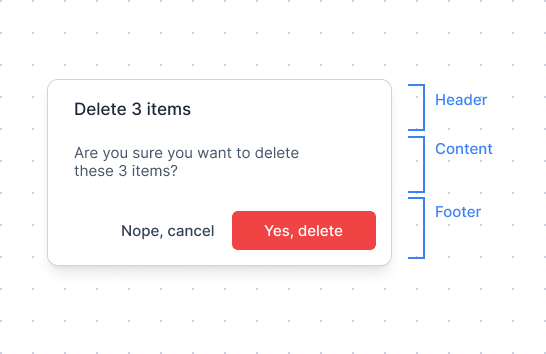 Delete 3 items
Header
Are you sure you want to delete
these 3 items?
Content
Nope, cancel
Yes, delete
Footer